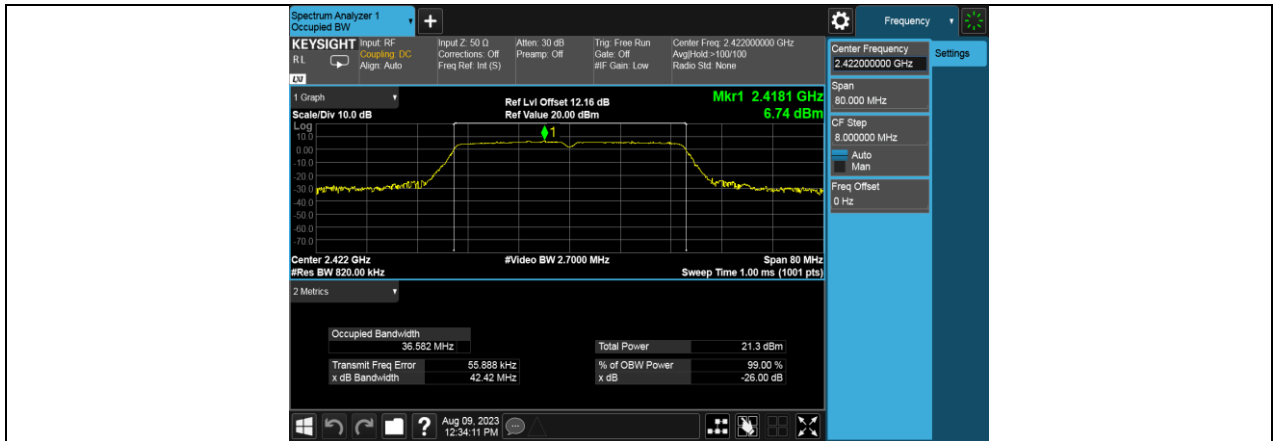 Spectrum Analyzer 1
Occupied BW
Frequency
KEYSIGHT
RL
LXI
Input: RF
Coupling: DC
Align: Auto
Input Z: 50 Ω
Corrections: Off
Freq Ref: Int (S)
Atten: 30 dB
Preamp: Off
Trig: Free Run
Gate: Off
#IF Gain: Low
Center Freq: 2.422000000 GHz
Avg|Hold:>100/100
Radio Std: None
Center Frequency
2.422000000 GHz
Settings
Span
80.000 MHz
CF Step
8.000000 MHz
Auto
Man
Freq Offset
0 Hz
1 Graph
Scale/Div 10.0 dB
Ref Lvl Offset 12.16 dB
Ref Value 20.00 dBm
Mkr1 2.4181 GHz
6.74 dBm
Log
10.0
0.00
-10.0
-20.0
-30.0
-40.0
-50.0
-60.0
-70.0
1
Center 2.422 GHz
#Video BW 2.7000 MHz
Span 80 MHz
#Res BW 820.00 kHz
Sweep Time 1.00 ms (1001 pts)
2 Metrics
Occupied Bandwidth
36.582 MHz
Total Power 21.3 dBm
Transmit Freq Error 55.888 kHz
% of OBW Power 99.00 %
x dB Bandwidth 42.42 MHz
x dB -26.00 dB
?
Aug 09, 2023
12:34:11 PM